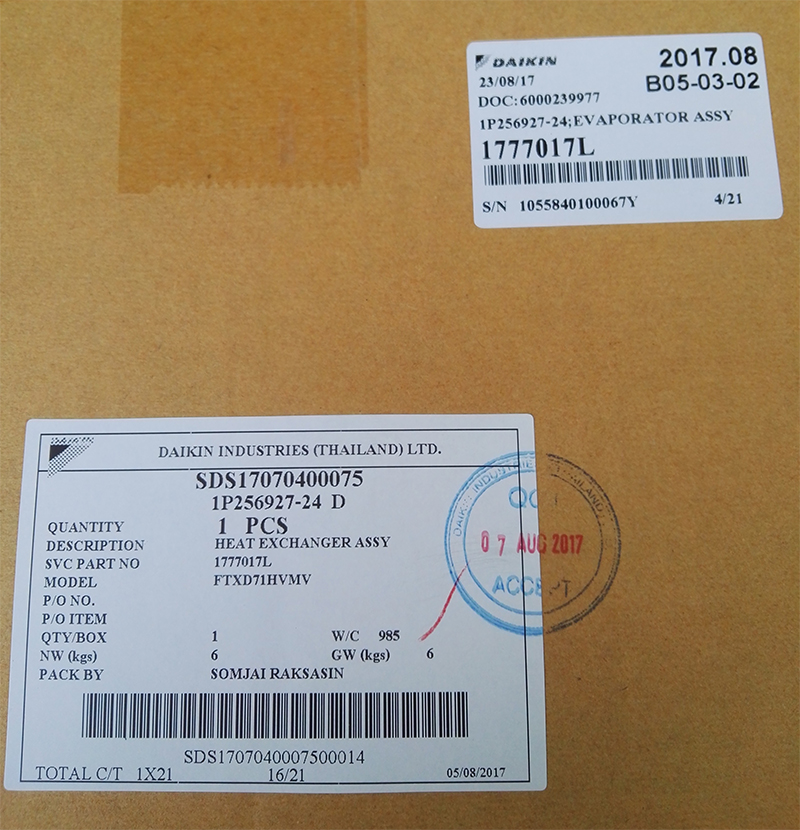 DAIKIN 2017.08
23/08/17 B05-03-02
DOC:6000239977
1P256927-24;EVAPORATOR ASSY
1777017L
S/N 1055840100067Y 4/21
DAIKIN INDUSTRIES (THAILAND) LTD.
SDS17070400075
1P256927-24 D
QUANTITY 1 PCS
DESCRIPTION HEAT EXCHANGER ASSY
SVC PART NO 1777017L
MODEL FTXD71HVMV
P/O NO.
P/O ITEM
QTY/BOX 1 W/C 985
NW (kgs) 6 GW (kgs) 6
PACK BY SOMJAI RAKSASIN
SDS1707040007500014
TOTAL C/T 1X21 16/21 05/08/2017
DAIKIN INDUSTRIES
07 AUG 2017
ACCEPT